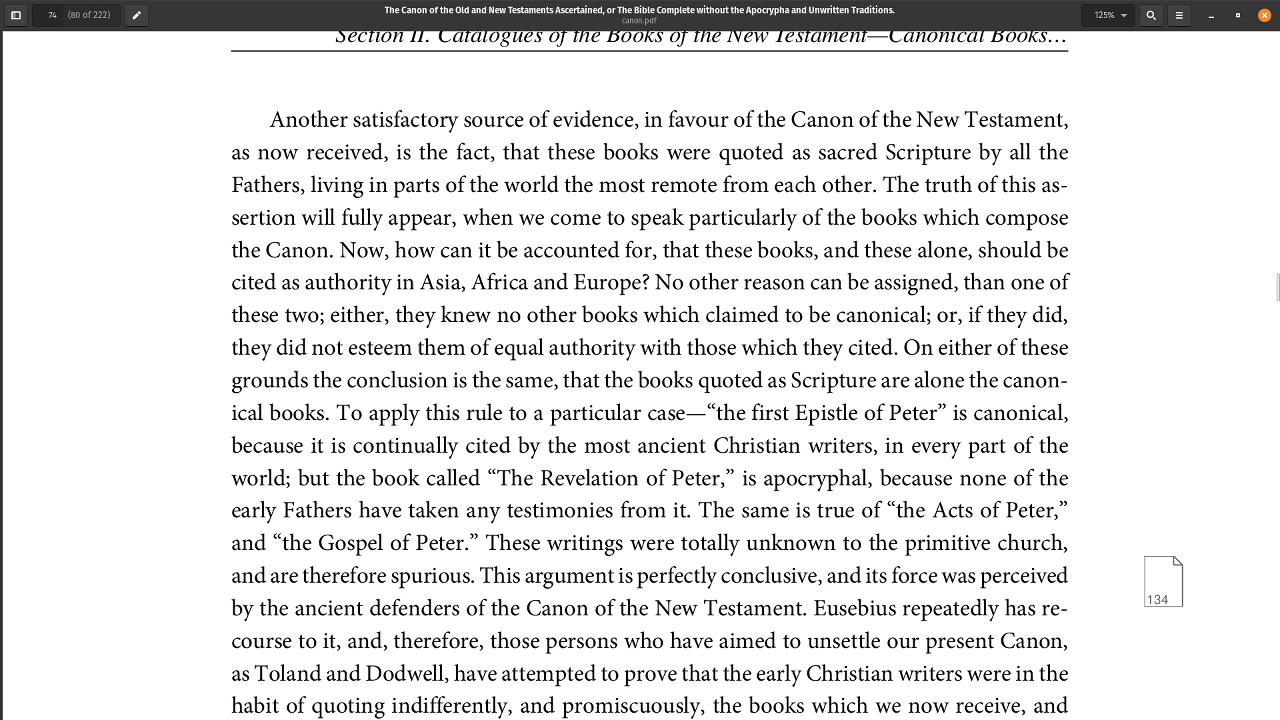 The Canon of the Old and New Testaments Ascertained, or The Bible Complete without the Apocrypha and Unwritten Traditions.
canon.pdf
74 (80 of 222)
125%
Section II. Catalogues of the Books of the New Testament—Canonical Books…
Another satisfactory source of evidence, in favour of the Canon of the New Testament,
as now received, is the fact, that these books were quoted as sacred Scripture by all the
Fathers, living in parts of the world the most remote from each other. The truth of this as-
sertion will fully appear, when we come to speak particularly of the books which compose
the Canon. Now, how can it be accounted for, that these books, and these alone, should be
cited as authority in Asia, Africa and Europe? No other reason can be assigned, than one of
these two; either, they knew no other books which claimed to be canonical; or, if they did,
they did not esteem them of equal authority with those which they cited. On either of these
grounds the conclusion is the same, that the books quoted as Scripture are alone the canon-
ical books. To apply this rule to a particular case—“the first Epistle of Peter” is canonical,
because it is continually cited by the most ancient Christian writers, in every part of the
world; but the book called “The Revelation of Peter,” is apocryphal, because none of the
early Fathers have taken any testimonies from it. The same is true of “the Acts of Peter,”
and “the Gospel of Peter.” These writings were totally unknown to the primitive church,
and are therefore spurious. This argument is perfectly conclusive, and its force was perceived
by the ancient defenders of the Canon of the New Testament. Eusebius repeatedly has re-
course to it, and, therefore, those persons who have aimed to unsettle our present Canon,
as Toland and Dodwell, have attempted to prove that the early Christian writers were in the
habit of quoting indifferently, and promiscuously, the books which we now receive, and
134